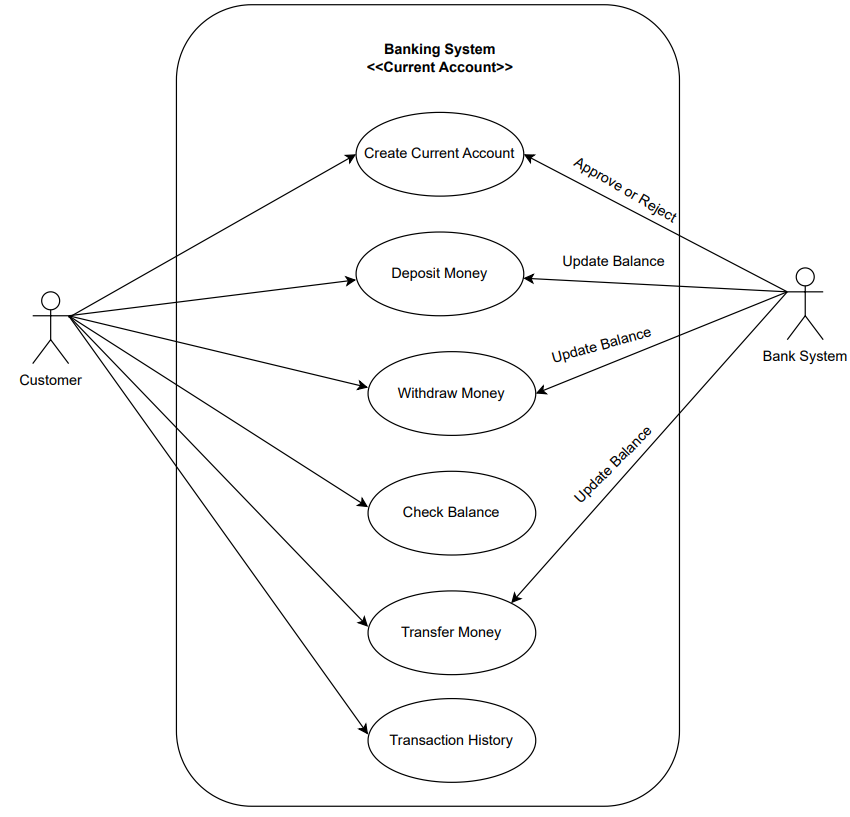 Banking System
<<Current Account>>
Create Current Account
Approve or Reject
Deposit Money
Update Balance
Customer
Withdraw Money
Update Balance
Bank System
Check Balance
Update Balance
Transfer Money
Transaction History